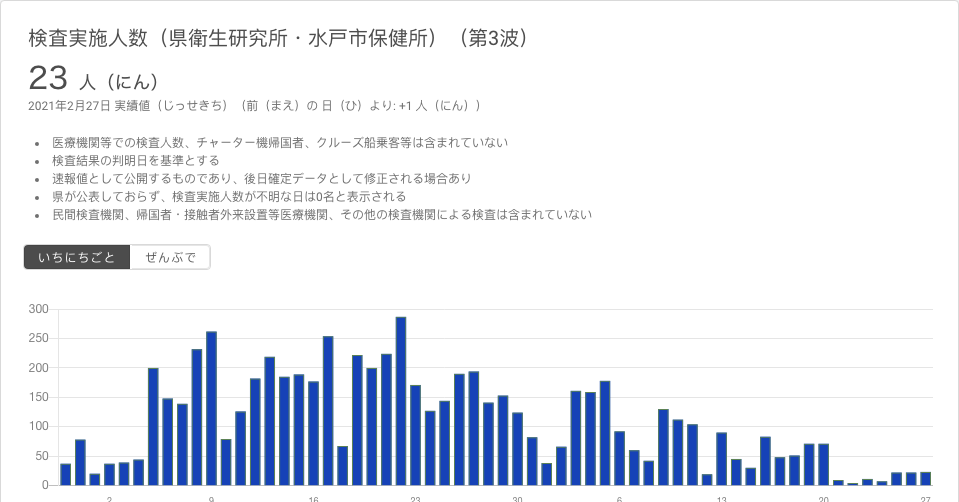 検査実施人数（県衛生研究所・水戸市保健所）（第3波）
23 人（にん）
2021年2月27日 実績値（じっせきち）（前（まえ）の 日（ひ）より: +1 人（にん））
• 医療機関等での検査人数、チャーター機帰国者、クルーズ船乗客等は含まれていない
• 検査結果の判明日を基準とする
• 速報値として公開するものであり、後日確定データとして修正される場合あり
• 県が公表しておらず、検査実施人数が不明な日は0名と表示される
• 民間検査機関、帰国者・接触者外来設置等医療機関、その他の検査機関による検査は含まれていない
いちにちごと ぜんぶで
300
250
200
150
100
50
0
2 9 16 23 30 6 13 20 27